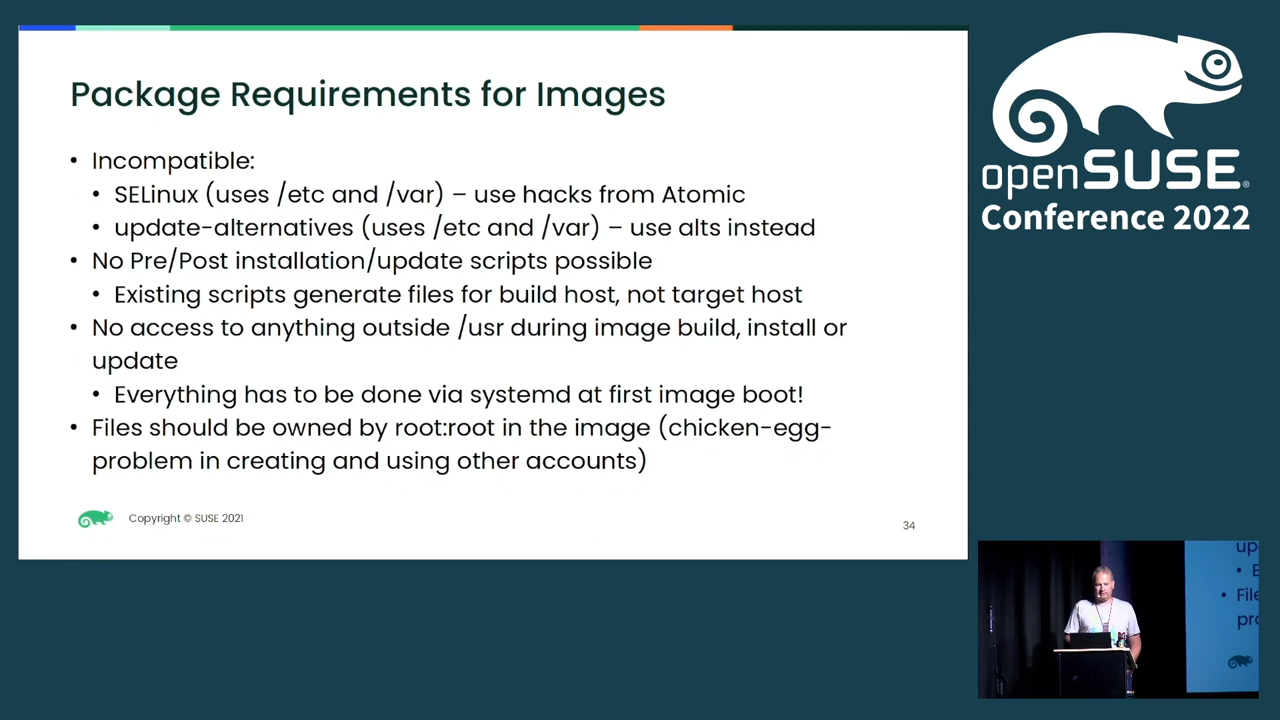 Package Requirements for Images
• Incompatible:
• SELinux (uses /etc and /var) – use hacks from Atomic
• update-alternatives (uses /etc and /var) – use alts instead
• No Pre/Post installation/update scripts possible
• Existing scripts generate files for build host, not target host
• No access to anything outside /usr during image build, install or
update
• Everything has to be done via systemd at first image boot!
• Files should be owned by root:root in the image (chicken-egg-
problem in creating and using other accounts)
Copyright © SUSE 2021
34
openSUSE®
Conference 2022
up
• E
• File
pro